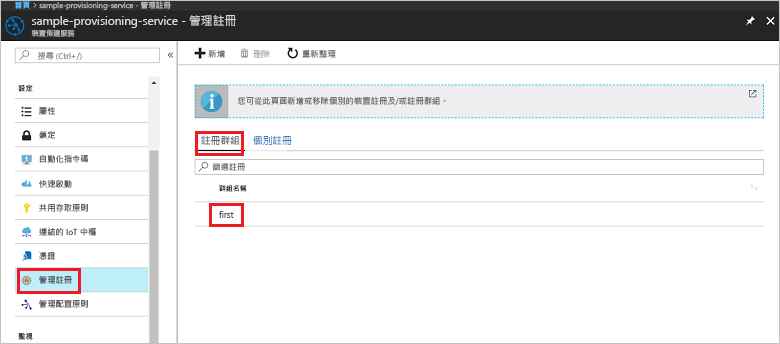 首頁 > sample-provisioning-service - 管理註冊
sample-provisioning-service - 管理註冊
裝置佈建服務
搜尋 (Ctrl+/)
設定
屬性
鎖定
自動化指令碼
快速啟動
共用存取原則
連結的 IoT 中樞
憑證
管理註冊
管理配置原則
監視
新增
刪除
重新整理
您可從此頁面新增或移除個別的裝置註冊及/或註冊群組。
註冊群組
個別註冊
篩選註冊
群組名稱
first